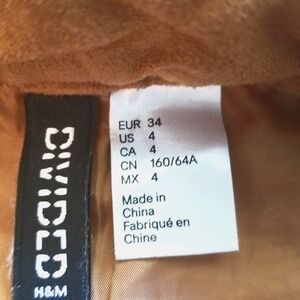 DIVIDED
H&M
EUR 34
US 4
CA 4
CN 160/64A
MX 4
Made in
China
Fabriqué en
Chine